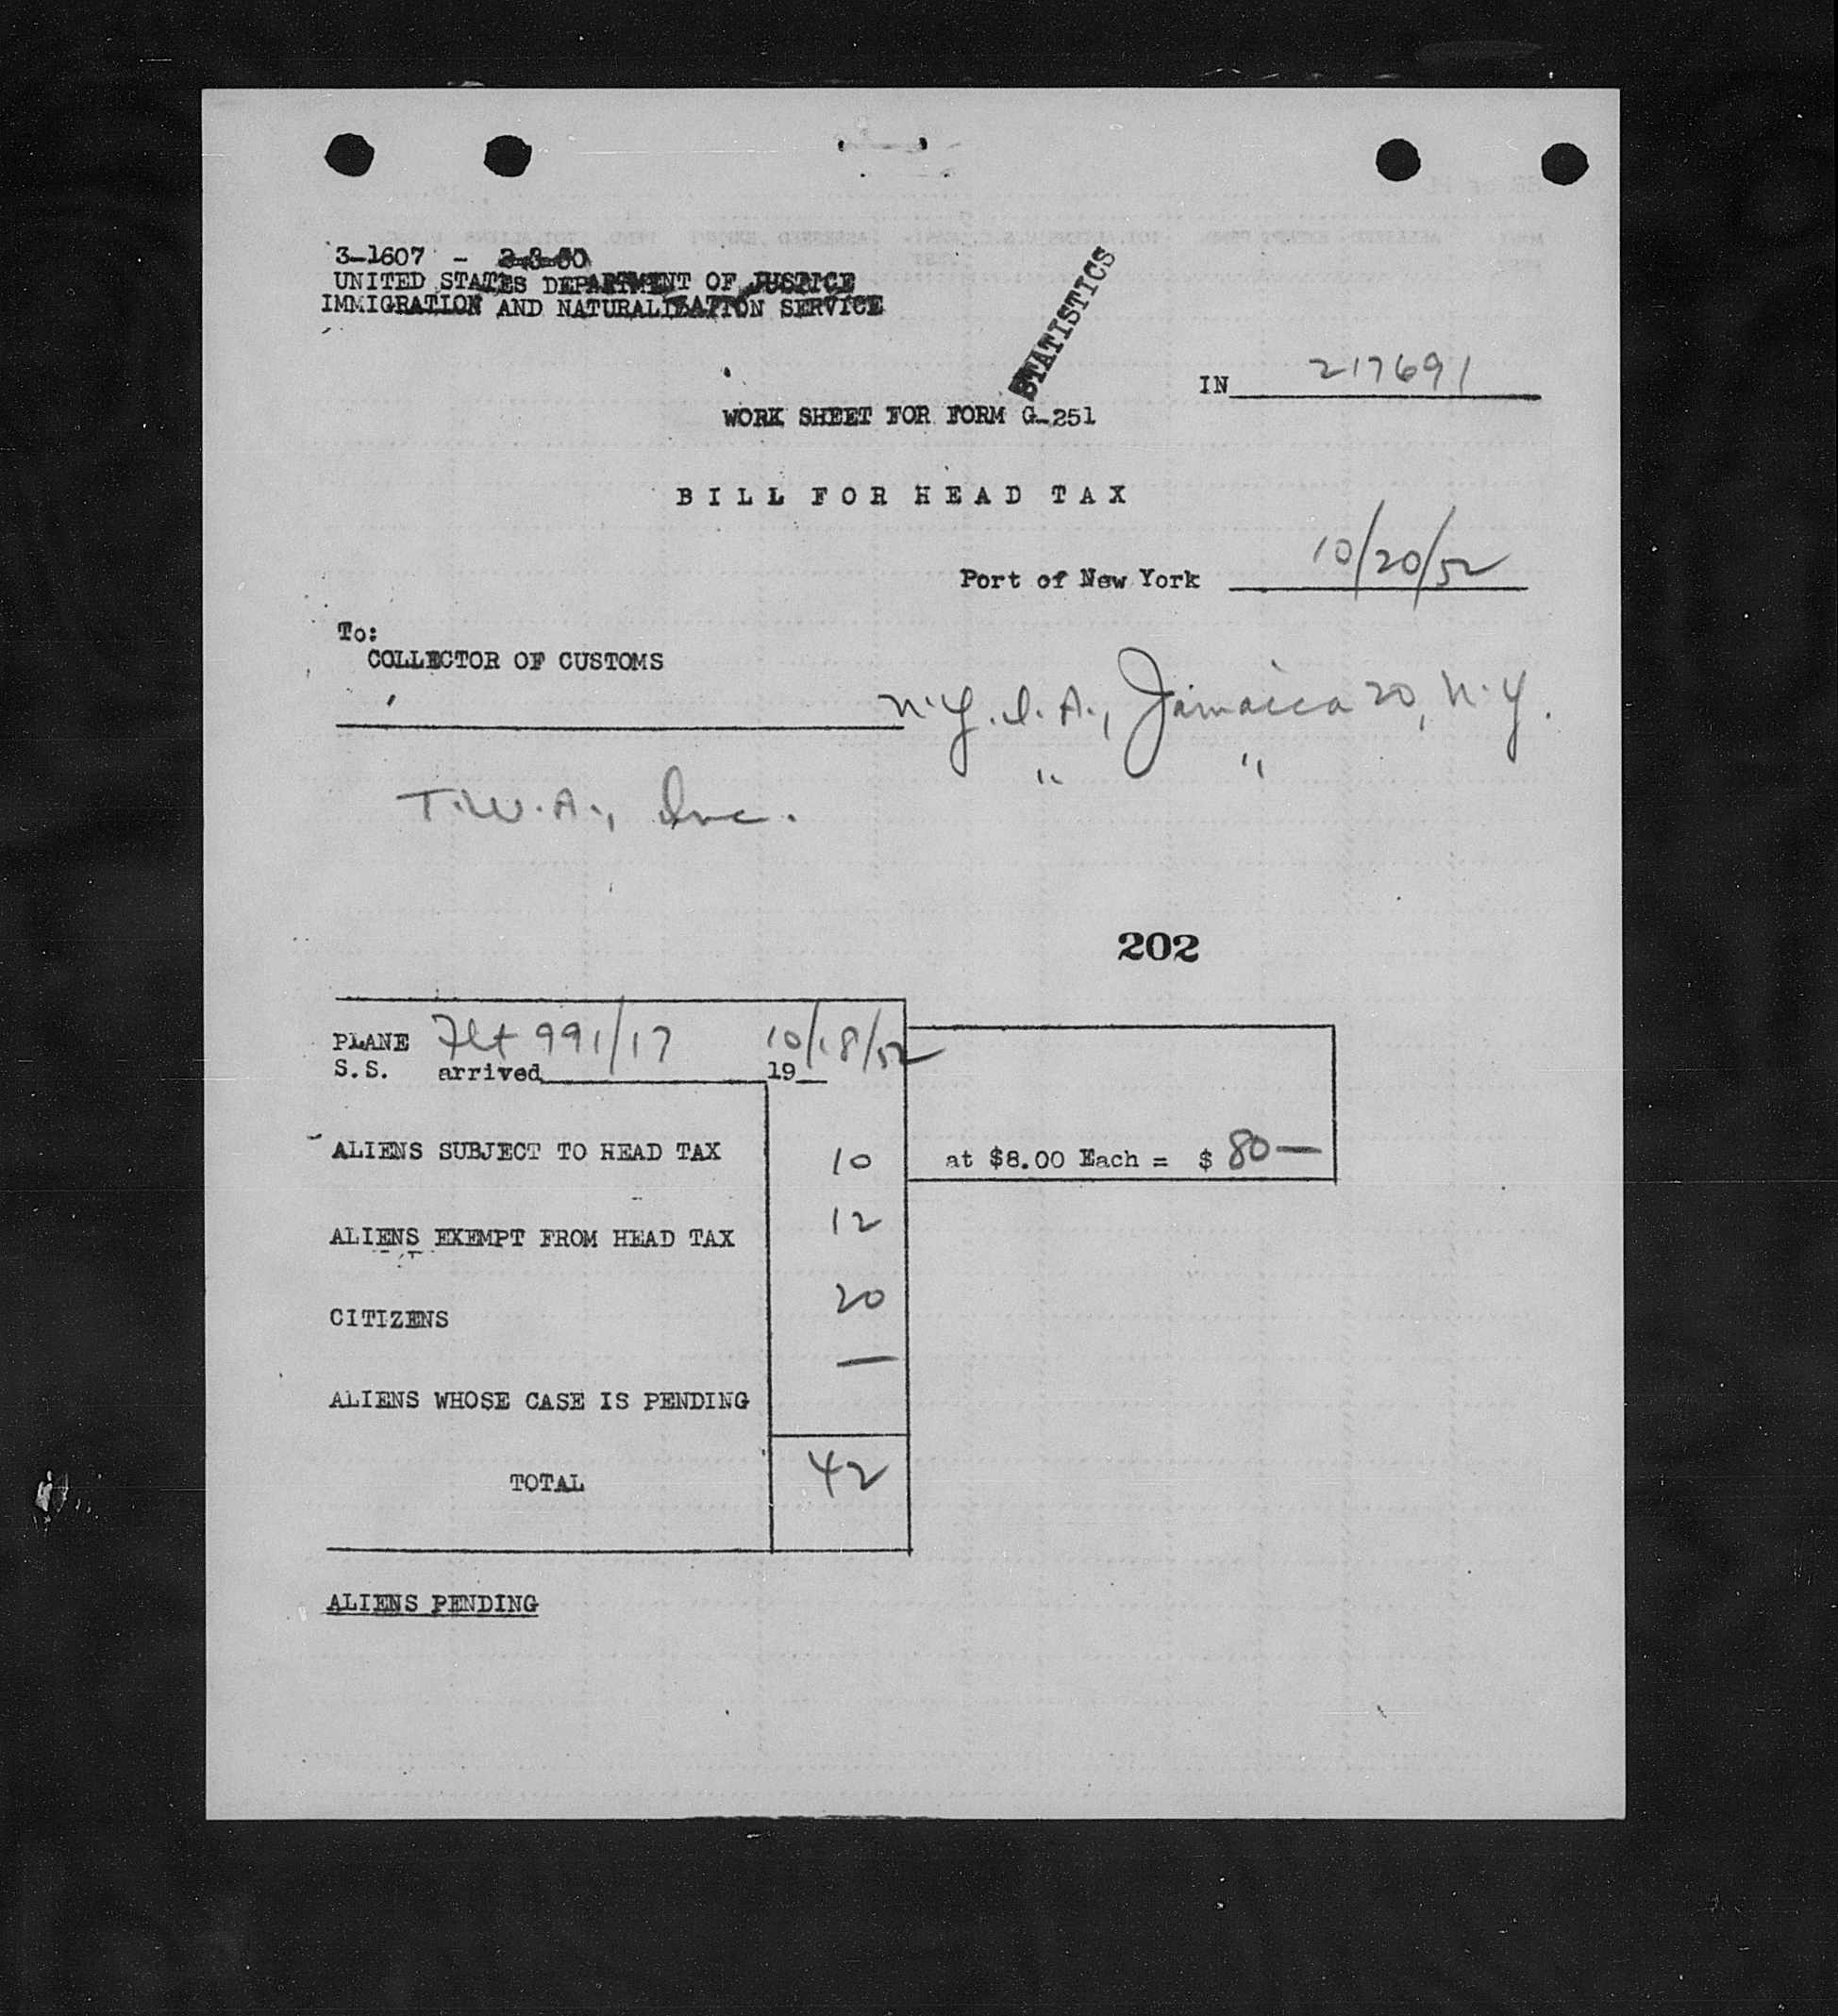 3-1607 - 2-3-50
UNITED STATES DEPARTMENT OF JUSTICE
IMMIGRATION AND NATURALIZATION SERVICE
STATISTICS
IN 217691
WORK SHEET FOR FORM G-251
BILL FOR HEAD TAX
Port of New York 10/20/52
To:
COLLECTOR OF CUSTOMS
N.Y.I.A., Jamaica 20, N.Y.
T.W.A., Inc. " "
202
PLANE Flt 991/17 10/18/52
S.S. arrived 19
ALIENS SUBJECT TO HEAD TAX 10 at $8.00 Each = $ 80—
ALIENS EXEMPT FROM HEAD TAX 12
CITIZENS 20
ALIENS WHOSE CASE IS PENDING —
TOTAL 42
ALIENS PENDING